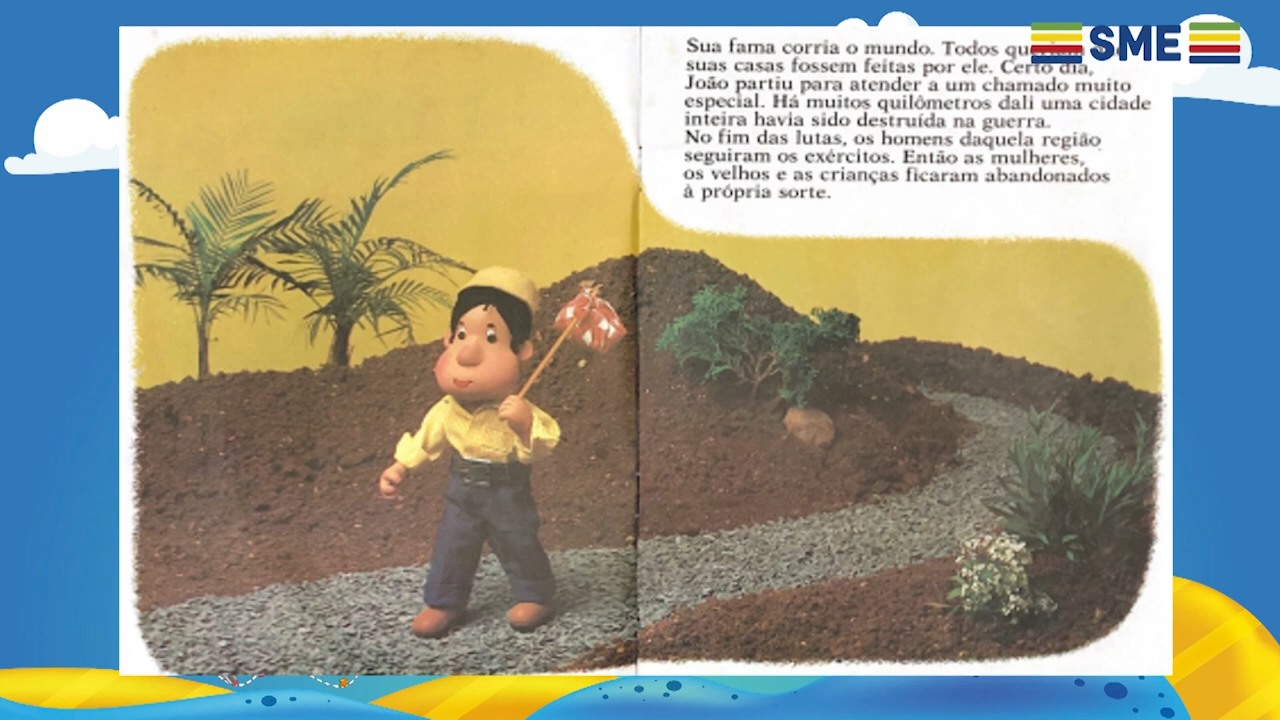 SME
Sua fama corria o mundo. Todos
suas casas fossem feitas por ele. Certo dia,
João partiu para atender a um chamado muito
especial. Há muitos quilômetros dali uma cidade
inteira havia sido destruída na guerra.
No fim das lutas, os homens daquela região
seguiram os exércitos. Então as mulheres,
os velhos e as crianças ficaram abandonados
à própria sorte.